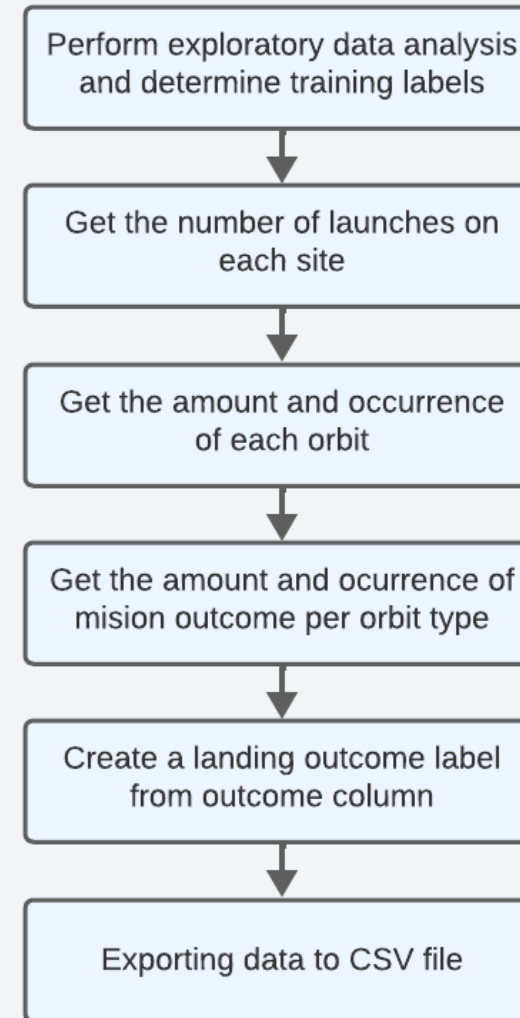 Perform exploratory data analysis
and determine training labels
Get the number of launches on
each site
Get the amount and occurrence
of each orbit
Get the amount and ocurrence of
mision outcome per orbit type
Create a landing outcome label
from outcome column
Exporting data to CSV file